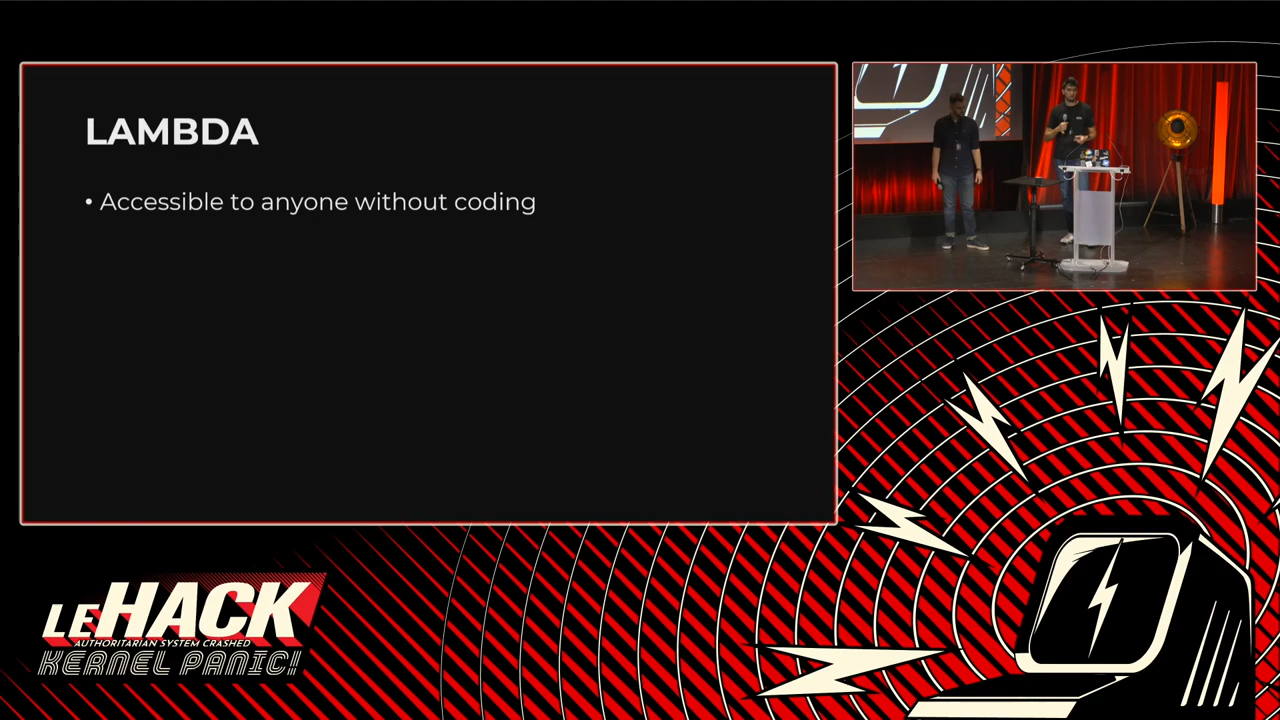 LAMBDA
• Accessible to anyone without coding
LEHACK
AUTHORITARIAN SYSTEM CRASHED
KERNEL PANIC!